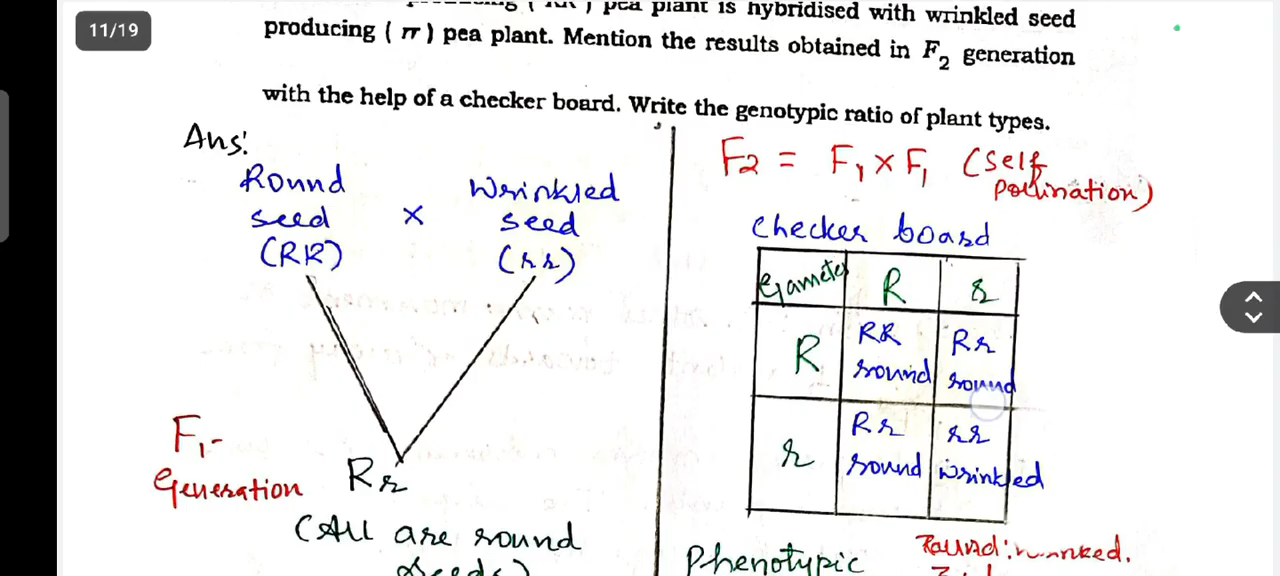 11/19
pea plant is hybridised with wrinkled seed
producing ( rr ) pea plant. Mention the results obtained in F2 generation
with the help of a checker board. Write the genotypic ratio of plant types.
Ans:
Round seed (RR) × Wrinkled seed (rr)
F1- Generation Rr
(All are round
seeds)
F2 = F1 × F1 (self
pollination)
Checker board
Gametes R r
R RR round Rr round
r Rr round rr wrinkled
Phenotypic